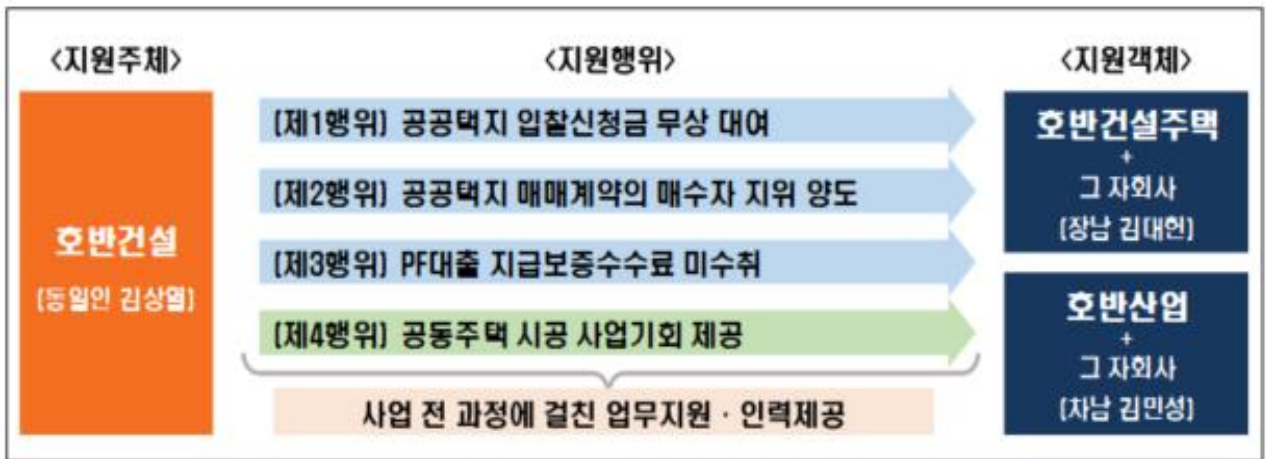 <지원주체>
<지원행위>
<지원객체>
호반건설
(동일인 김상열)
(제1행위) 공공택지 입찰신청금 무상 대여
(제2행위) 공공택지 매매계약의 매수자 지위 양도
(제3행위) PF대출 지급보증수수료 미수취
(제4행위) 공동주택 시공 사업기회 제공
사업 전 과정에 걸친 업무지원 · 인력제공
호반건설주택
+
그 자회사
(장남 김대헌)
호반산업
+
그 자회사
(차남 김민성)